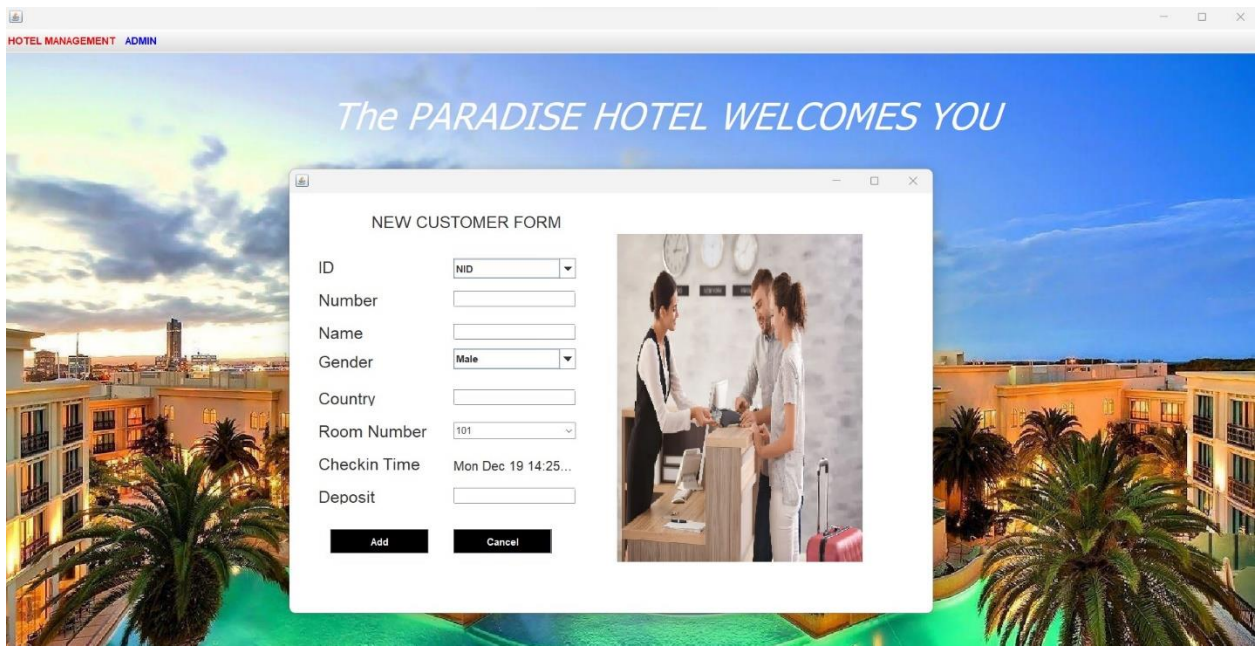 HOTEL MANAGEMENT ADMIN
The PARADISE HOTEL WELCOMES YOU
NEW CUSTOMER FORM
ID NID
Number
Name
Gender Male
Country
Room Number 101
Checkin Time Mon Dec 19 14:25...
Deposit
Add Cancel